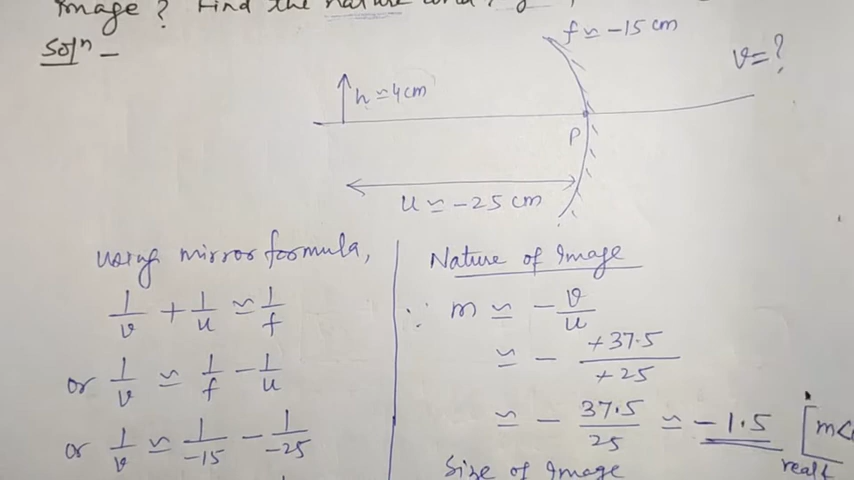 Image? Find the nature and
Solⁿ –
f ≃ -15 cm
v=?
h ≃ 4cm
P
u ≃ -25 cm
using mirror formula,
1/v + 1/u ≃ 1/f
or 1/v ≃ 1/f - 1/u
or 1/v ≃ 1/-15 - 1/-25
Nature of Image
∵ m ≃ - v/u
≃ - +37.5/+25
≃ - 37.5/25 ≃ -1.5 [m<
real
Size of Image